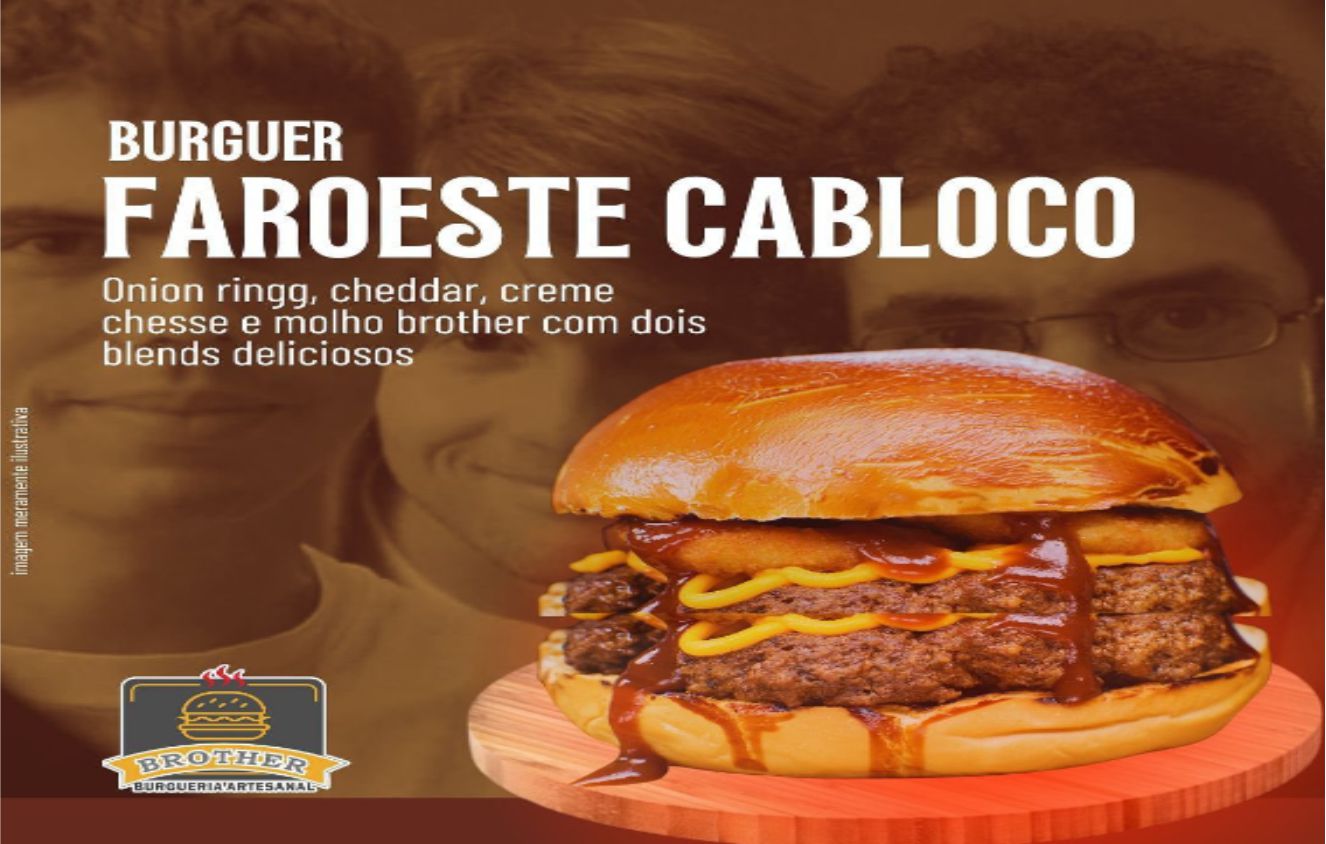 BURGUER
FAROESTE CABLOCO
Onion ringg, cheddar, creme
chesse e molho brother com dois
blends deliciosos
imagem meramente ilustrativa
BROTHER
BURGUERIA ARTESANAL